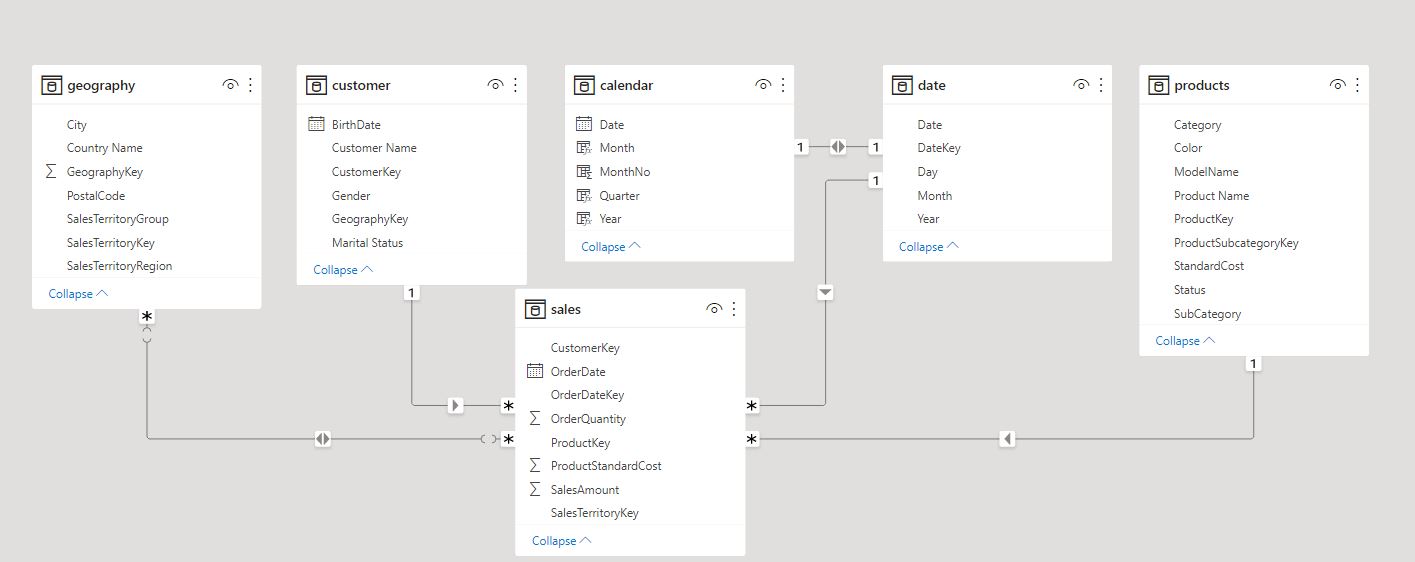 geography
City
Country Name
GeographyKey
PostalCode
SalesTerritoryGroup
SalesTerritoryKey
SalesTerritoryRegion
Collapse
*
customer
BirthDate
Customer Name
CustomerKey
Gender
GeographyKey
Marital Status
Collapse
1
calendar
Date
Month
MonthNo
Quarter
Year
Collapse
1
1
1
date
Date
DateKey
Day
Month
Year
Collapse
products
Category
Color
ModelName
Product Name
ProductKey
ProductSubcategoryKey
StandardCost
Status
SubCategory
Collapse
1
sales
CustomerKey
OrderDate
OrderDateKey
OrderQuantity
ProductKey
ProductStandardCost
SalesAmount
SalesTerritoryKey
Collapse
*
*
*
*